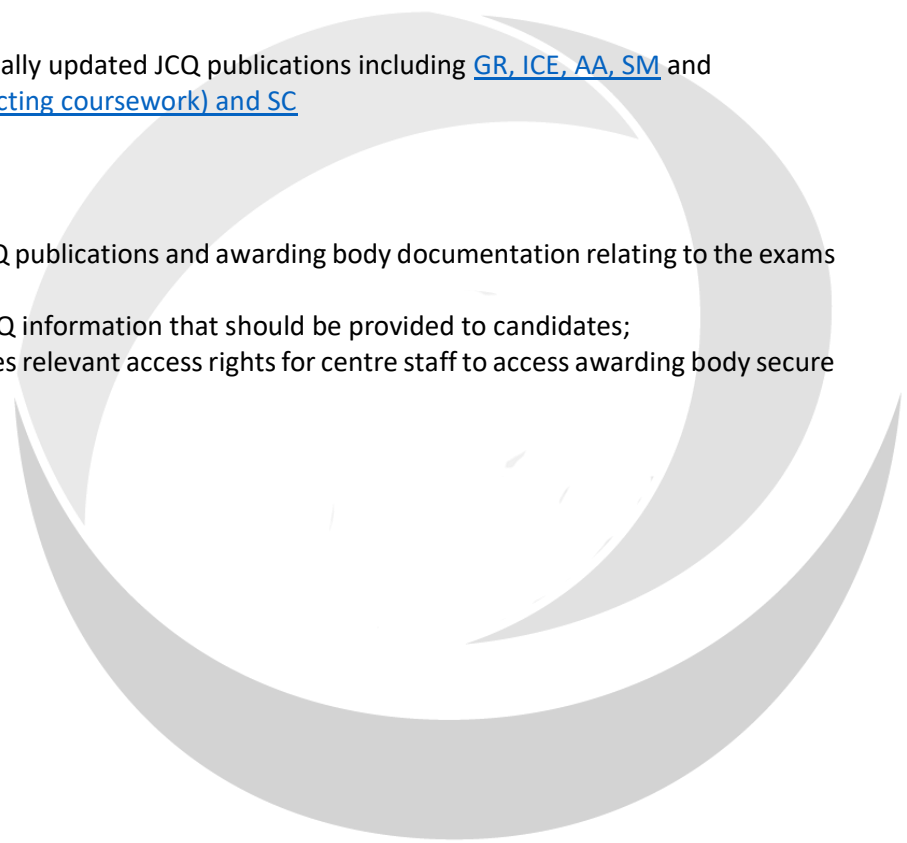 ally updated JCQ publications including GR, ICE, AA, SM and
cting coursework) and SC
Q publications and awarding body documentation relating to the exams
Q information that should be provided to candidates;
es relevant access rights for centre staff to access awarding body secure